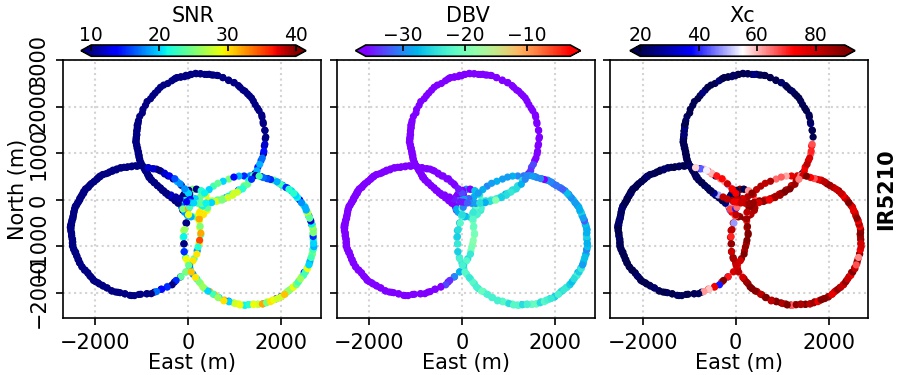 SNR DBV Xc
10 20 30 40 −30 −20 −10 20 40 60 80
North (m)
3000
2000
1000
0
−1000
−2000
−2000 0 2000 −2000 0 2000 −2000 0 2000
East (m) East (m) East (m)
IR5210